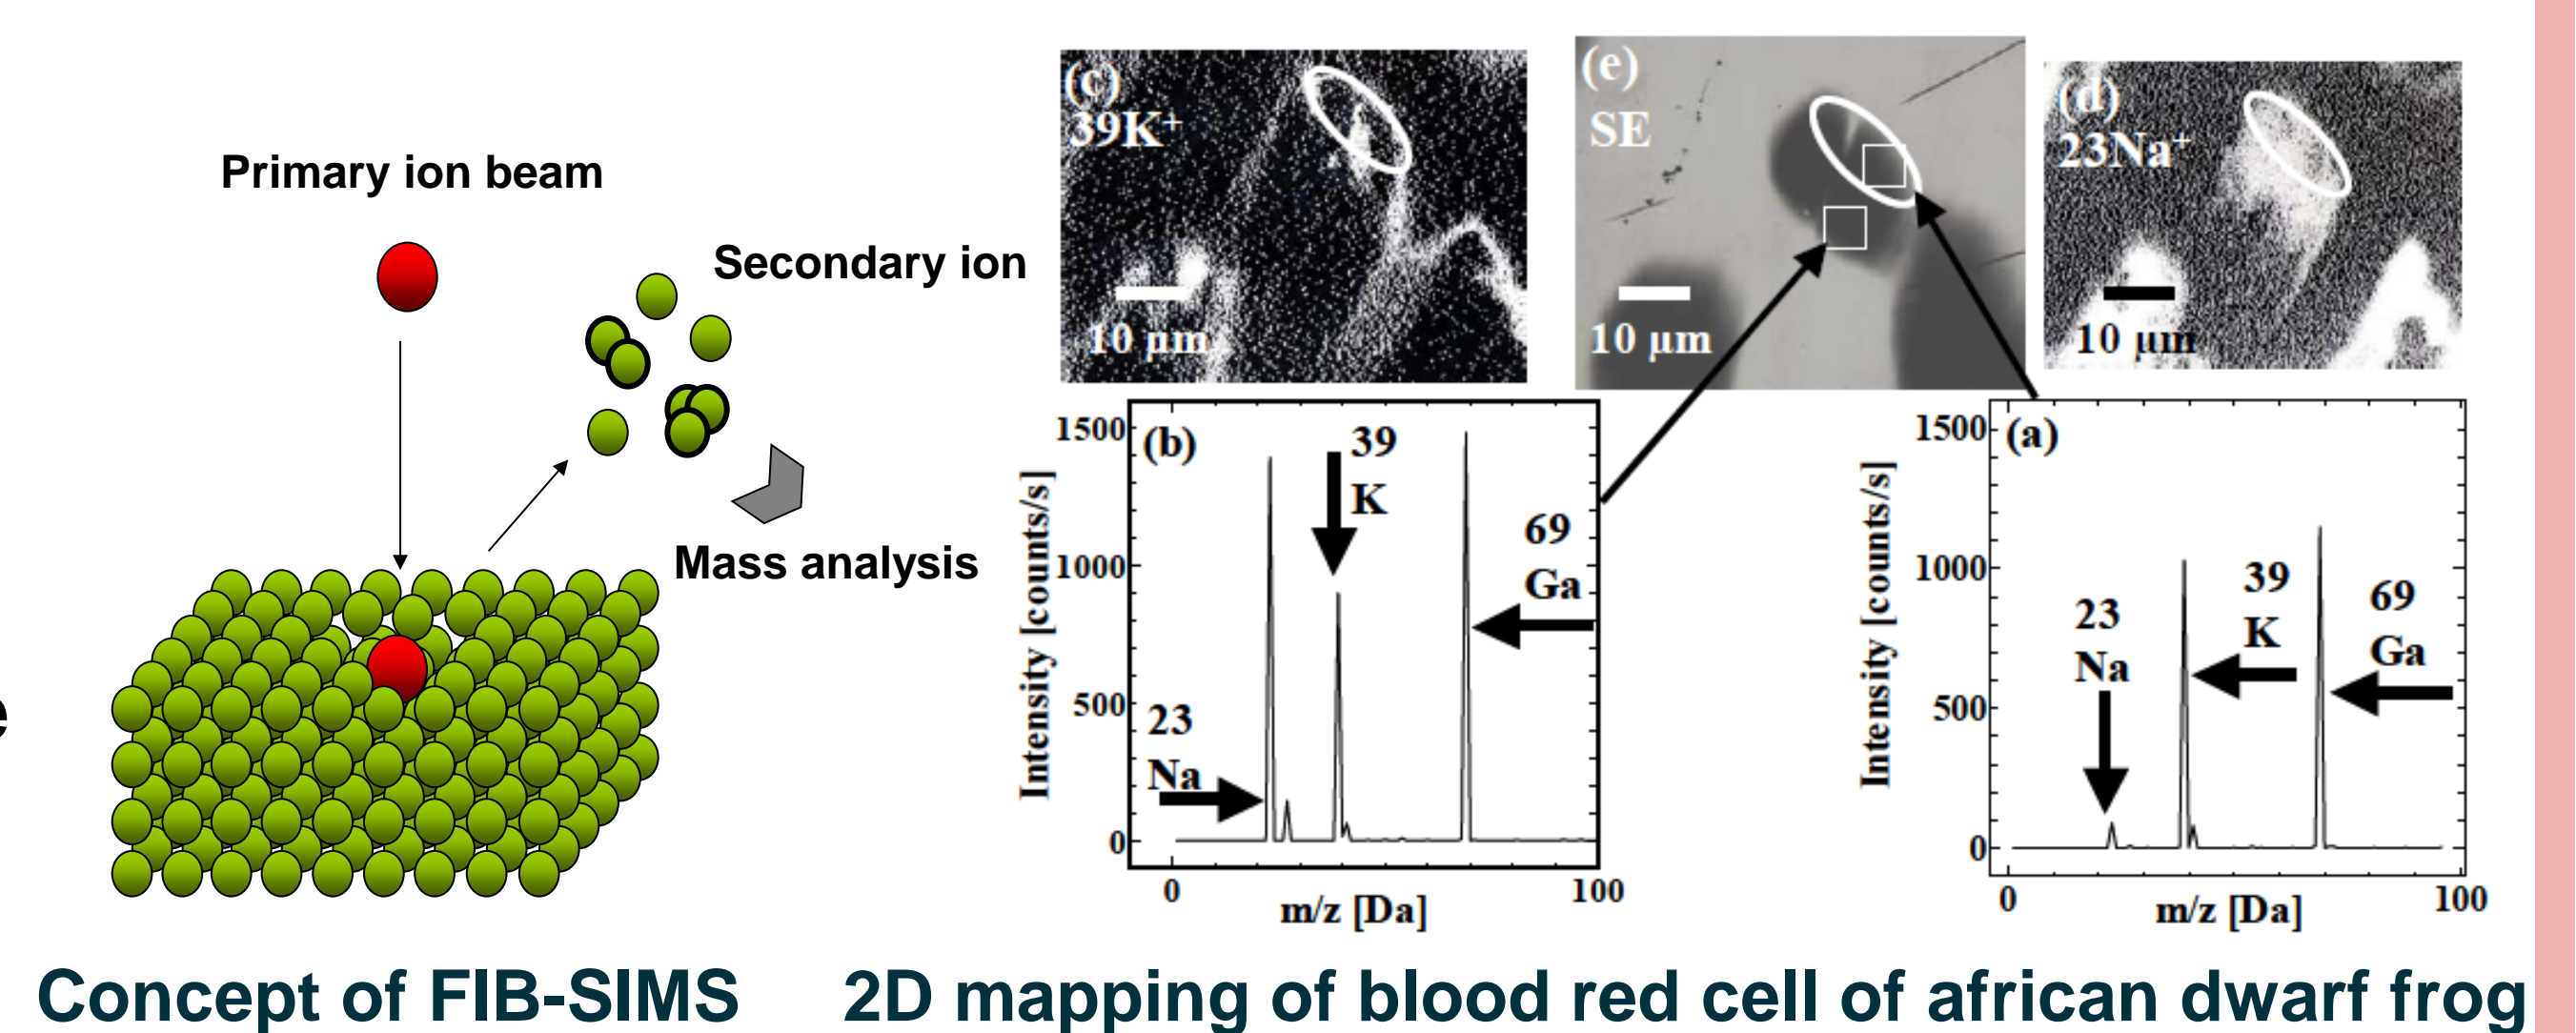 Primary ion beam
Secondary ion
Mass analysis
e
Concept of FIB-SIMS
(c)
39K+
10 μm
(e)
SE
10 μm
(d)
23Na+
10 μm
(b)
Intensity [counts/s]
1500
1000
500
0
39
K
69
Ga
23
Na
0
100
m/z [Da]
(a)
Intensity [counts/s]
1500
1000
500
0
23
Na
39
K
69
Ga
0
100
m/z [Da]
2D mapping of blood red cell of african dwarf frog